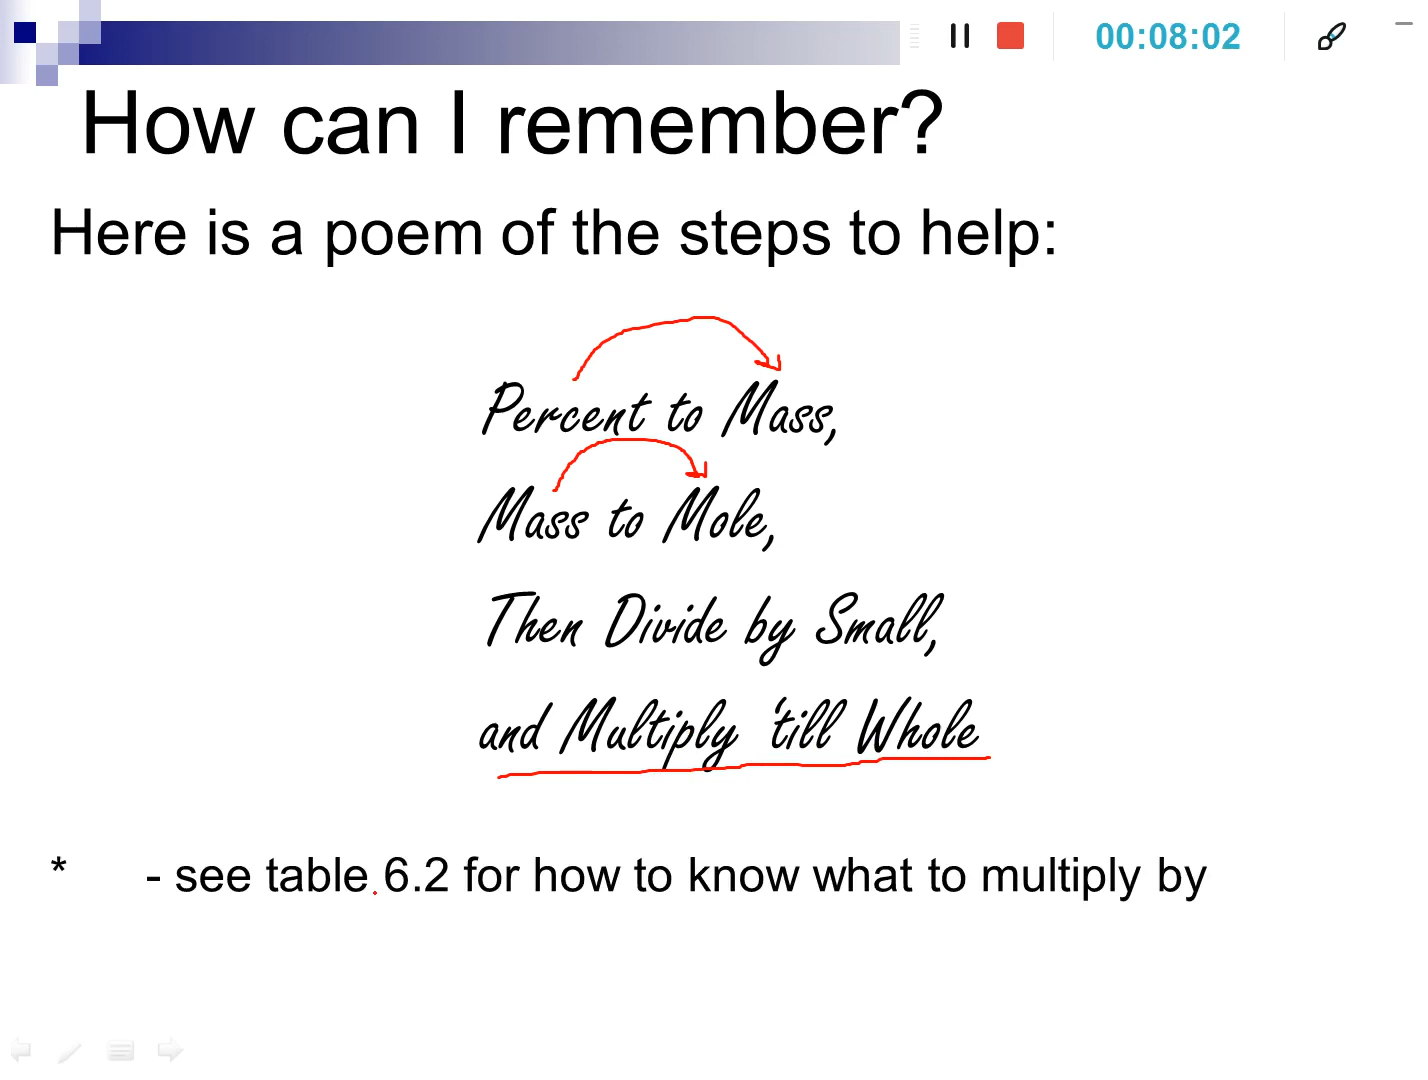 00:08:02
How can I remember?
Here is a poem of the steps to help:
Percent to Mass,
Mass to Mole,
Then Divide by Small,
and Multiply 'till Whole
* - see table 6.2 for how to know what to multiply by